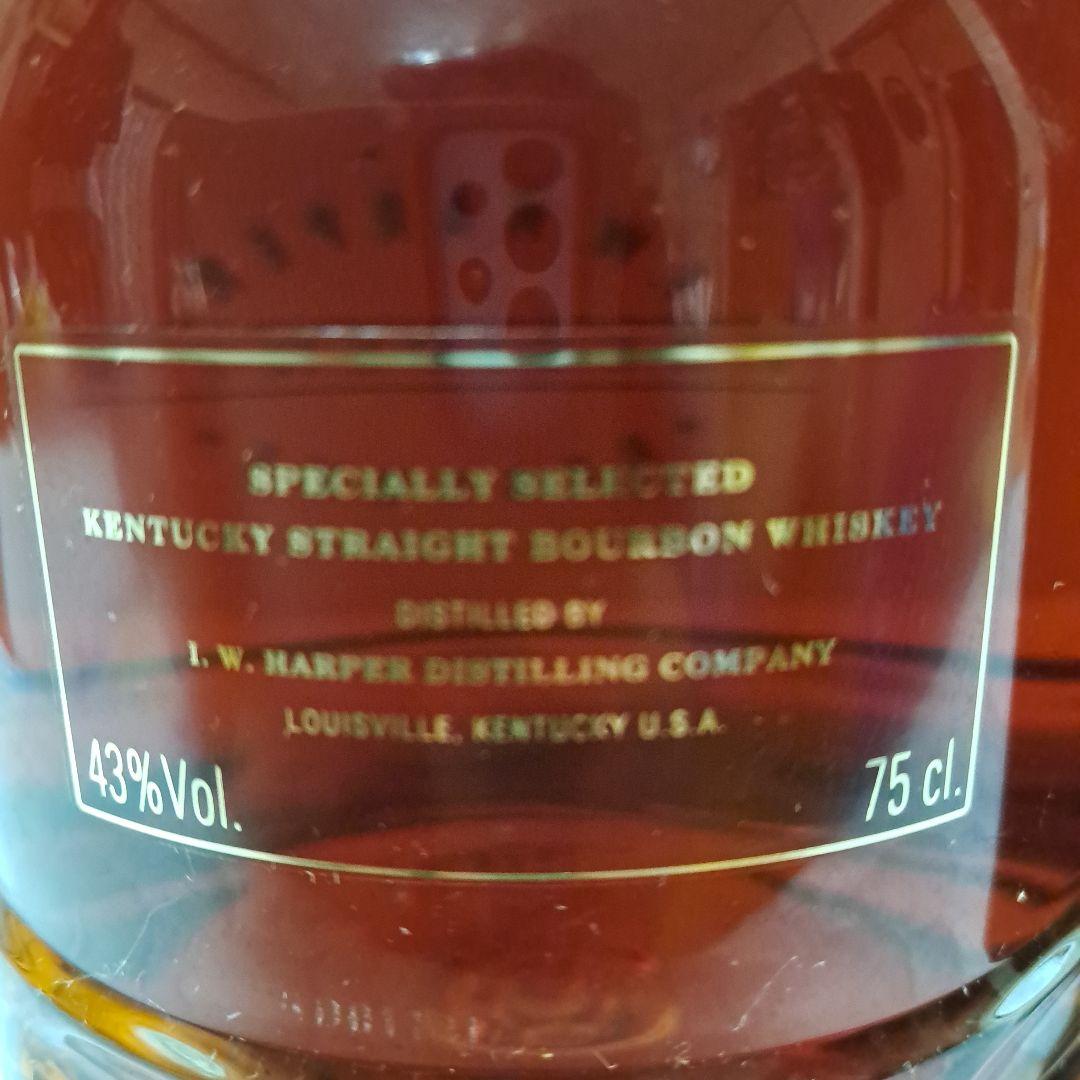 SPECIALLY SELECTED
KENTUCKY STRAIGHT BOURBON WHISKEY
DISTILLED BY
I. W. HARPER DISTILLING COMPANY
LOUISVILLE, KENTUCKY U.S.A.
43%Vol.
75 cl.